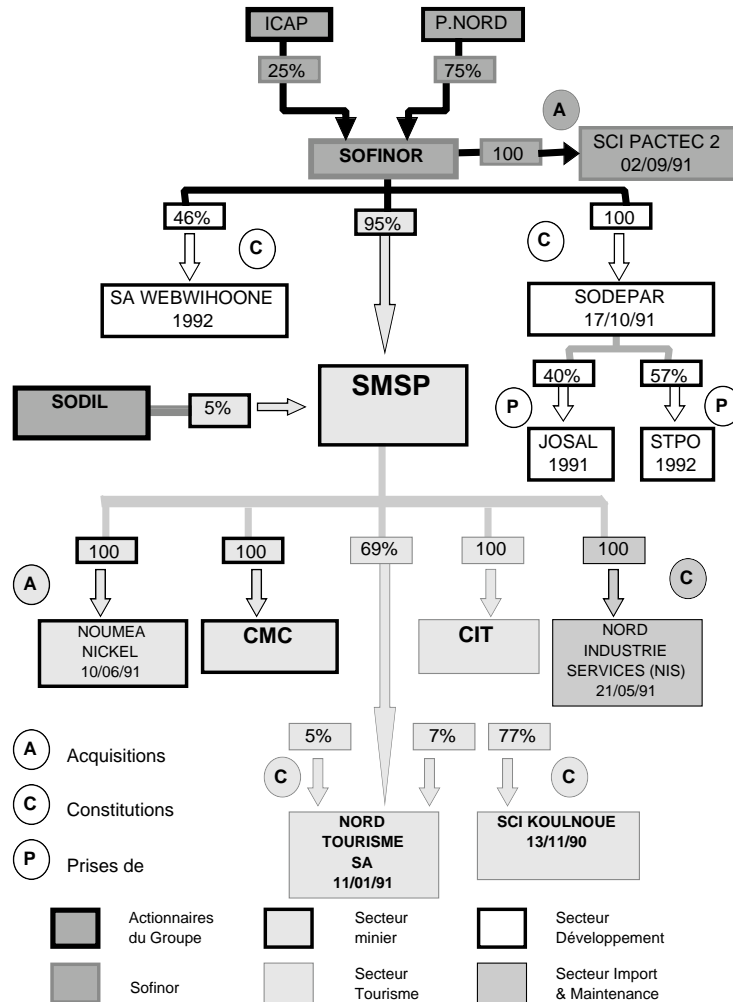 ICAP
P.NORD
25%
75%
A
SOFINOR
100
SCI PACTEC 2
02/09/91
46%
95%
100
C
C
SA WEBWIHOONE
1992
SODEPAR
17/10/91
SMSP
SODIL
5%
40%
57%
P
P
JOSAL
1991
STPO
1992
100
100
69%
100
100
A
C
NOUMEA
NICKEL
10/06/91
CMC
CIT
NORD
INDUSTRIE
SERVICES (NIS)
21/05/91
5%
7%
77%
C
C
NORD
TOURISME
SA
11/01/91
SCI KOULNOUE
13/11/90
A Acquisitions
C Constitutions
P Prises de
Actionnaires
du Groupe
Secteur
minier
Secteur
Développement
Sofinor
Secteur
Tourisme
Secteur Import
& Maintenance